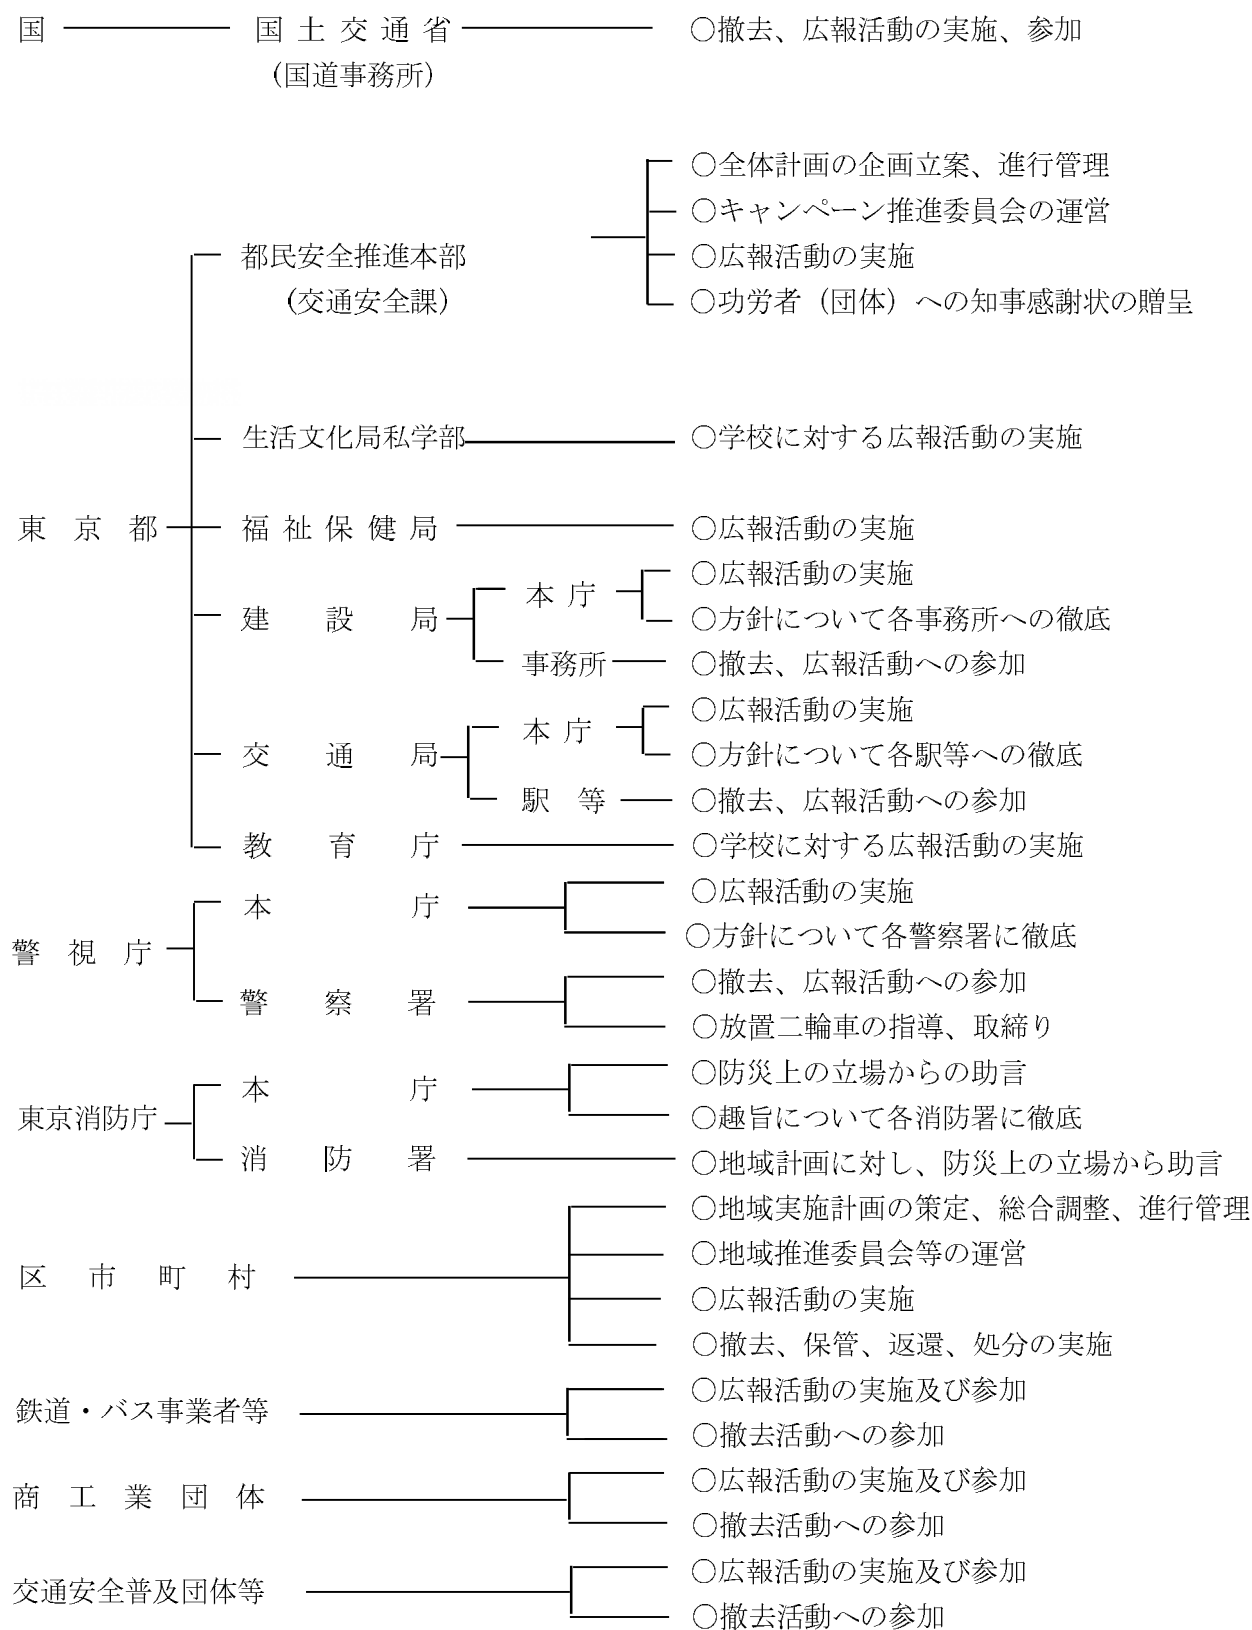 国 国土交通省 ○撤去、広報活動の実施、参加
(国道事務所)
○全体計画の企画立案、進行管理
○キャンペーン推進委員会の運営
都民安全推進本部 ○広報活動の実施
(交通安全課) ○功労者（団体）への知事感謝状の贈呈
生活文化局私学部 ○学校に対する広報活動の実施
東京都 福祉保健局 ○広報活動の実施
建設局 本庁 ○広報活動の実施
○方針について各事務所への徹底
事務所 ○撤去、広報活動への参加
交通局 本庁 ○広報活動の実施
○方針について各駅等への徹底
駅等 ○撤去、広報活動への参加
教育庁 ○学校に対する広報活動の実施
警視庁 本庁 ○広報活動の実施
○方針について各警察署に徹底
警察署 ○撤去、広報活動への参加
○放置二輪車の指導、取締り
東京消防庁 本庁 ○防災上の立場からの助言
○趣旨について各消防署に徹底
消防署 ○地域計画に対し、防災上の立場から助言
区市町村 ○地域実施計画の策定、総合調整、進行管理
○地域推進委員会等の運営
○広報活動の実施
○撤去、保管、返還、処分の実施
鉄道・バス事業者等 ○広報活動の実施及び参加
○撤去活動への参加
商工業団体 ○広報活動の実施及び参加
○撤去活動への参加
交通安全普及団体等 ○広報活動の実施及び参加
○撤去活動への参加